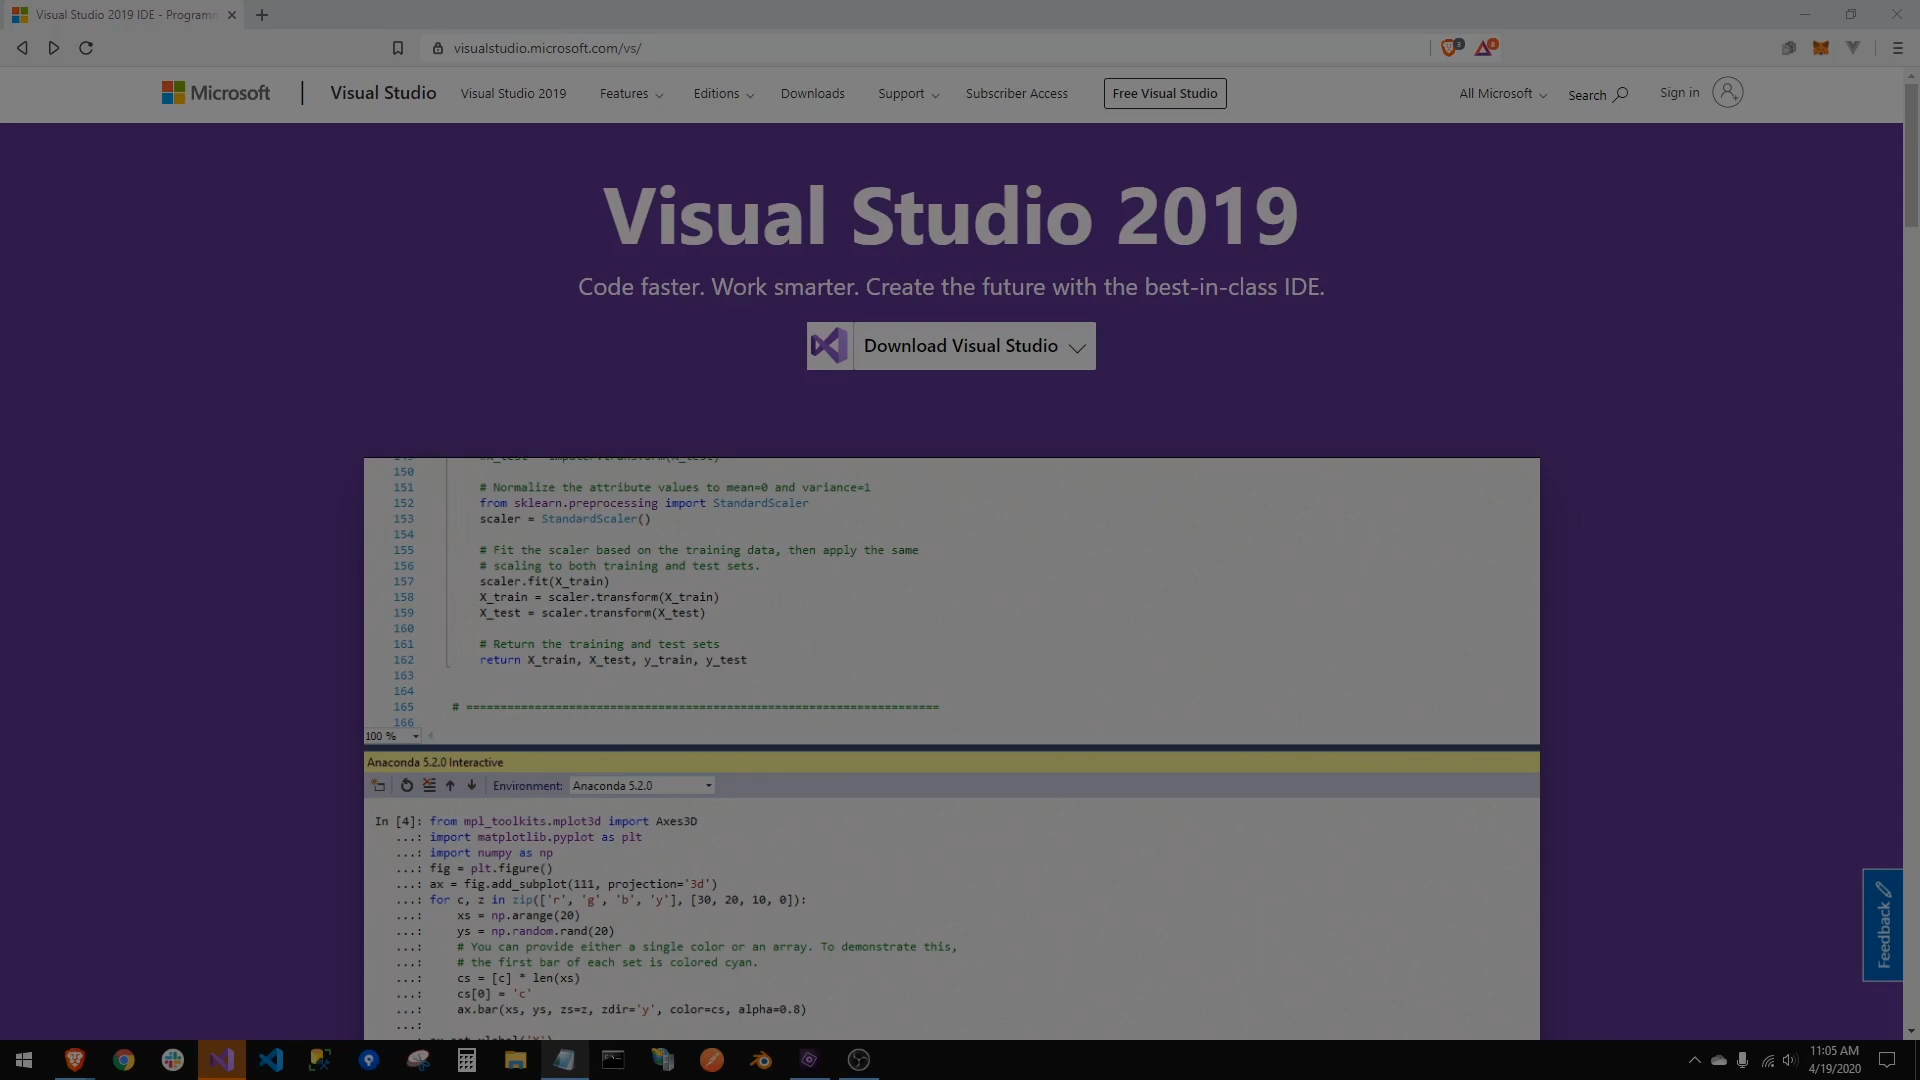 Visual Studio 2019 IDE - Program
visualstudio.microsoft.com/vs/
Microsoft
Visual Studio
Visual Studio 2019
Features
Editions
Downloads
Support
Subscriber Access
Free Visual Studio
All Microsoft
Search
Sign in
Visual Studio 2019
Code faster. Work smarter. Create the future with the best-in-class IDE.
Download Visual Studio
150
151 # Normalize the attribute values to mean=0 and variance=1
152 from sklearn.preprocessing import StandardScaler
153 scaler = StandardScaler()
154
155 # Fit the scaler based on the training data, then apply the same
156 # scaling to both training and test sets.
157 scaler.fit(X_train)
158 X_train = scaler.transform(X_train)
159 X_test = scaler.transform(X_test)
160
161 # Return the training and test sets
162 return X_train, X_test, y_train, y_test
163
164
165 # =====================================================================
166
100 %
Anaconda 5.2.0 Interactive
Environment: Anaconda 5.2.0
In [4]: from mpl_toolkits.mplot3d import Axes3D
...: import matplotlib.pyplot as plt
...: import numpy as np
...: fig = plt.figure()
...: ax = fig.add_subplot(111, projection='3d')
...: for c, z in zip(['r', 'g', 'b', 'y'], [30, 20, 10, 0]):
...: xs = np.arange(20)
...: ys = np.random.rand(20)
...: # You can provide either a single color or an array. To demonstrate this,
...: # the first bar of each set is colored cyan.
...: cs = [c] * len(xs)
...: cs[0] = 'c'
...: ax.bar(xs, ys, zs=z, zdir='y', color=cs, alpha=0.8)
...:
Feedback
11:05 AM
4/19/2020